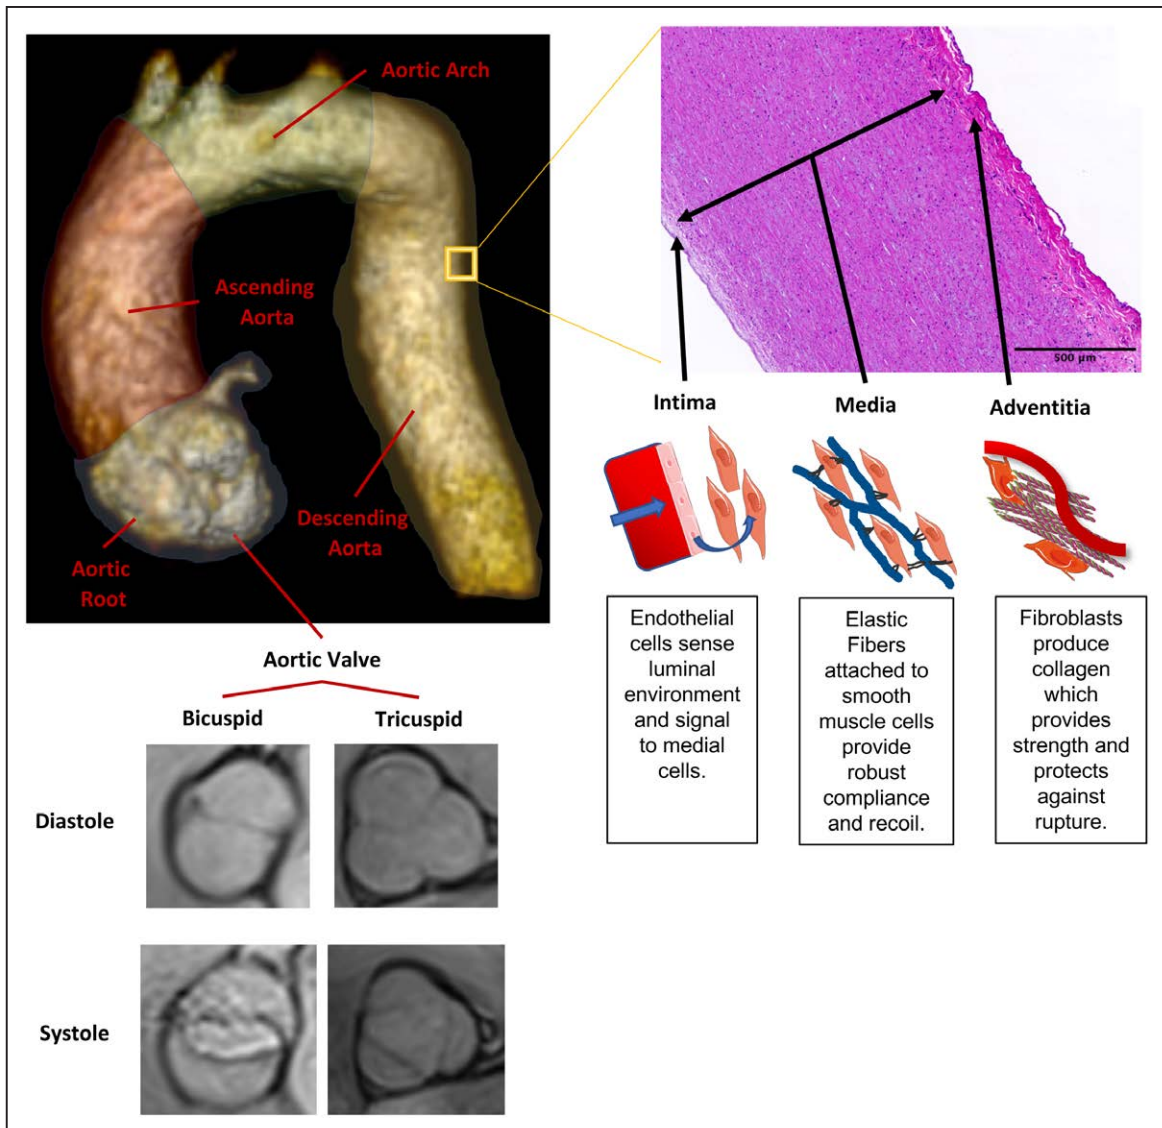 Aortic Arch
Ascending
Aorta
Descending
Aorta
Aortic
Root
500 µm
Intima
Media
Adventitia
Endothelial
cells sense
luminal
environment
and signal
to medial
cells.
Elastic
Fibers
attached to
smooth
muscle cells
provide
robust
compliance
and recoil.
Fibroblasts
produce
collagen
which
provides
strength and
protects
against
rupture.
Aortic Valve
Bicuspid
Tricuspid
Diastole
Systole